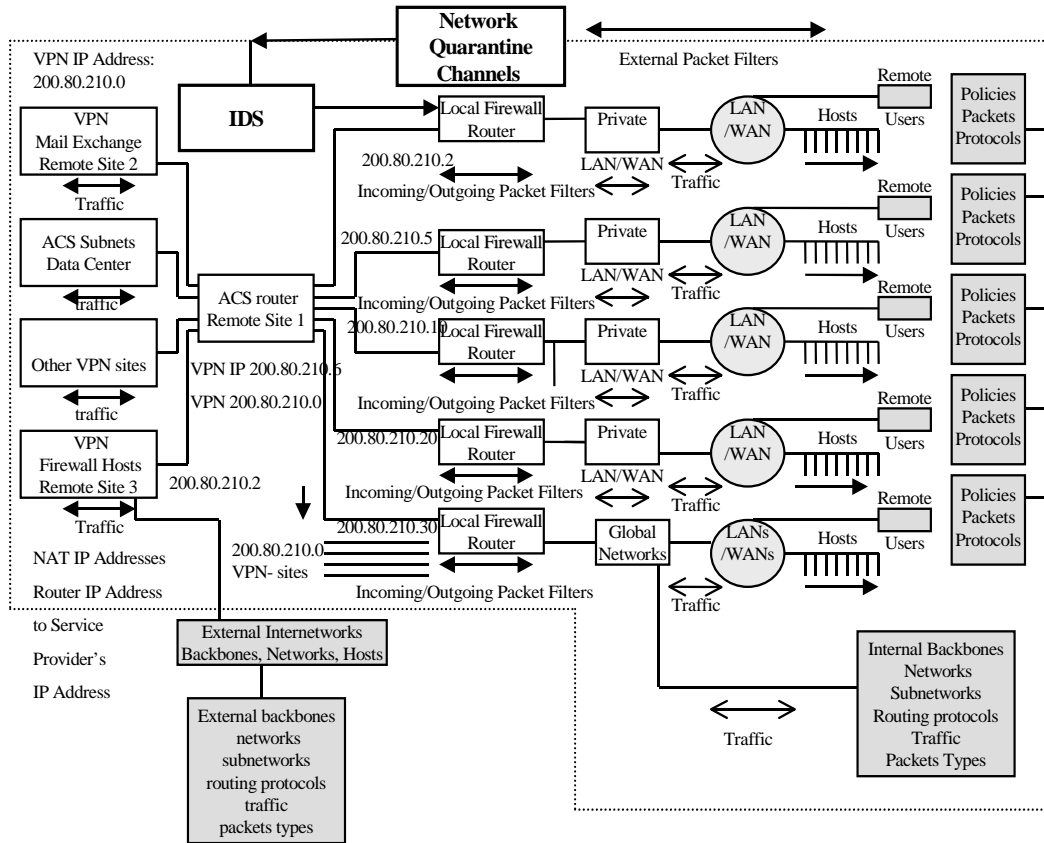 Network
Quarantine
Channels
VPN IP Address:
200.80.210.0
External Packet Filters
IDS
VPN
Mail Exchange
Remote Site 2
Traffic
ACS Subnets
Data Center
traffic
Other VPN sites
traffic
VPN
Firewall Hosts
Remote Site 3
Traffic
ACS router
Remote Site 1
VPN IP 200.80.210.6
VPN 200.80.210.0
200.80.210.2
NAT IP Addresses
Router IP Address
to Service
Provider's
IP Address
Local Firewall
Router
200.80.210.2
Incoming/Outgoing Packet Filters
Private
LAN/WAN
Traffic
LAN
/WAN
Hosts
Remote
Users
Policies
Packets
Protocols
200.80.210.5
Local Firewall
Router
Incoming/Outgoing Packet Filters
Private
LAN/WAN
Traffic
LAN
/WAN
Hosts
Remote
Users
Policies
Packets
Protocols
200.80.210.10
Local Firewall
Router
Incoming/Outgoing Packet Filters
Private
LAN/WAN
Traffic
LAN
/WAN
Hosts
Remote
Users
Policies
Packets
Protocols
200.80.210.20
Local Firewall
Router
Incoming/Outgoing Packet Filters
Private
LAN/WAN
Traffic
LAN
/WAN
Hosts
Remote
Users
Policies
Packets
Protocols
200.80.210.30
Local Firewall
Router
200.80.210.0
VPN- sites
Incoming/Outgoing Packet Filters
Global
Networks
Traffic
LANs
/WANs
Hosts
Remote
Users
Policies
Packets
Protocols
External Internetworks
Backbones, Networks, Hosts
External backbones
networks
subnetworks
routing protocols
traffic
packets types
Traffic
Internal Backbones
Networks
Subnetworks
Routing protocols
Traffic
Packets Types